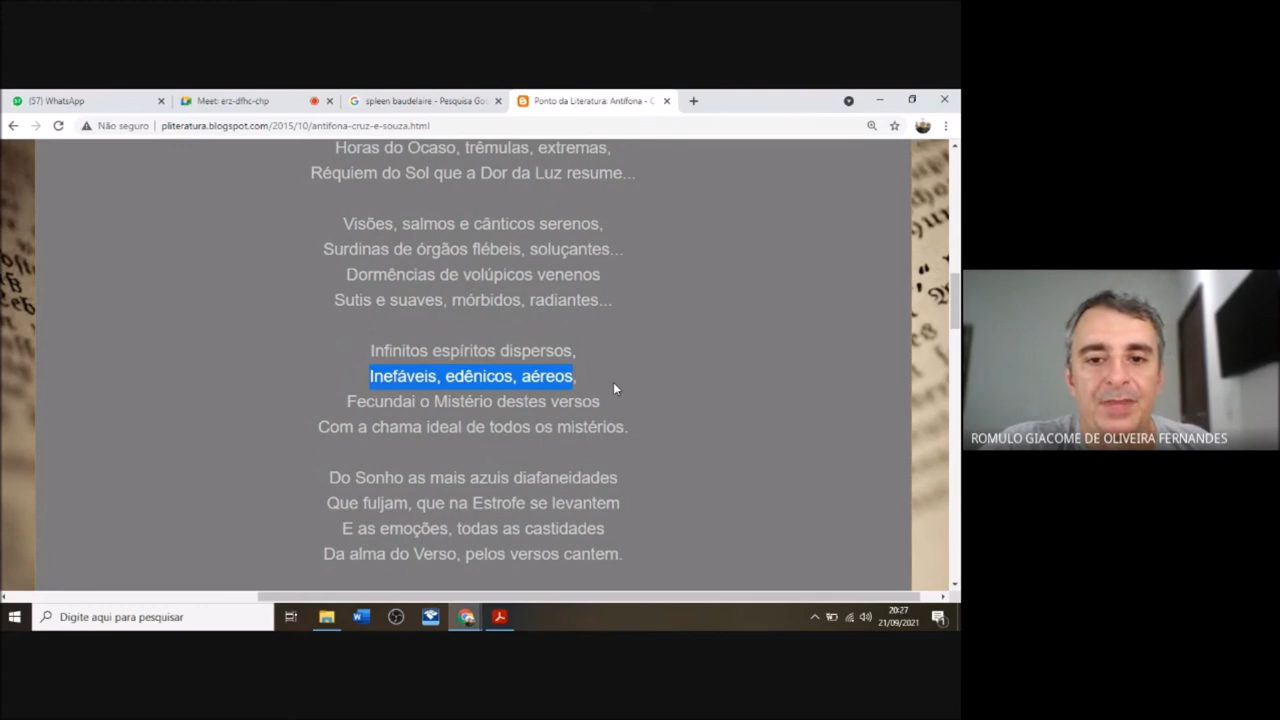 (57) WhatsApp
Meet: erz-dfhc-chp
spleen baudelaire - Pesquisa Go
Ponto da Literatura: Antífona - C
Não seguro
pliteratura.blogspot.com/2015/10/antifona-cruz-e-souza.html
Horas do Ocaso, trêmulas, extremas,
Réquiem do Sol que a Dor da Luz resume...
Visões, salmos e cânticos serenos,
Surdinas de órgãos flébeis, soluçantes...
Dormências de volúpicos venenos
Sutis e suaves, mórbidos, radiantes...
Infinitos espíritos dispersos,
Inefáveis, edênicos, aéreos,
Fecundai o Mistério destes versos
Com a chama ideal de todos os mistérios.
Do Sonho as mais azuis diafaneidades
Que fuljam, que na Estrofe se levantem
E as emoções, todas as castidades
Da alma do Verso, pelos versos cantem.
ROMULO GIACOME DE OLIVEIRA FERNANDES
Digite aqui para pesquisar
20:27
21/09/2021